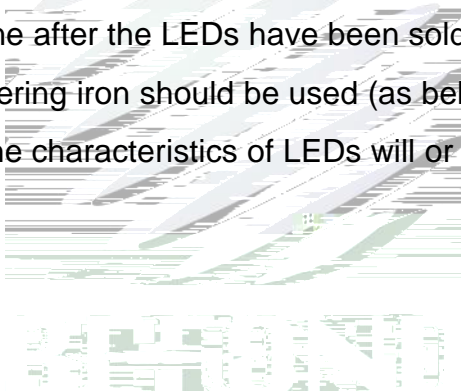 ne after the LEDs have been sold
ering iron should be used (as bel
he characteristics of LEDs will or